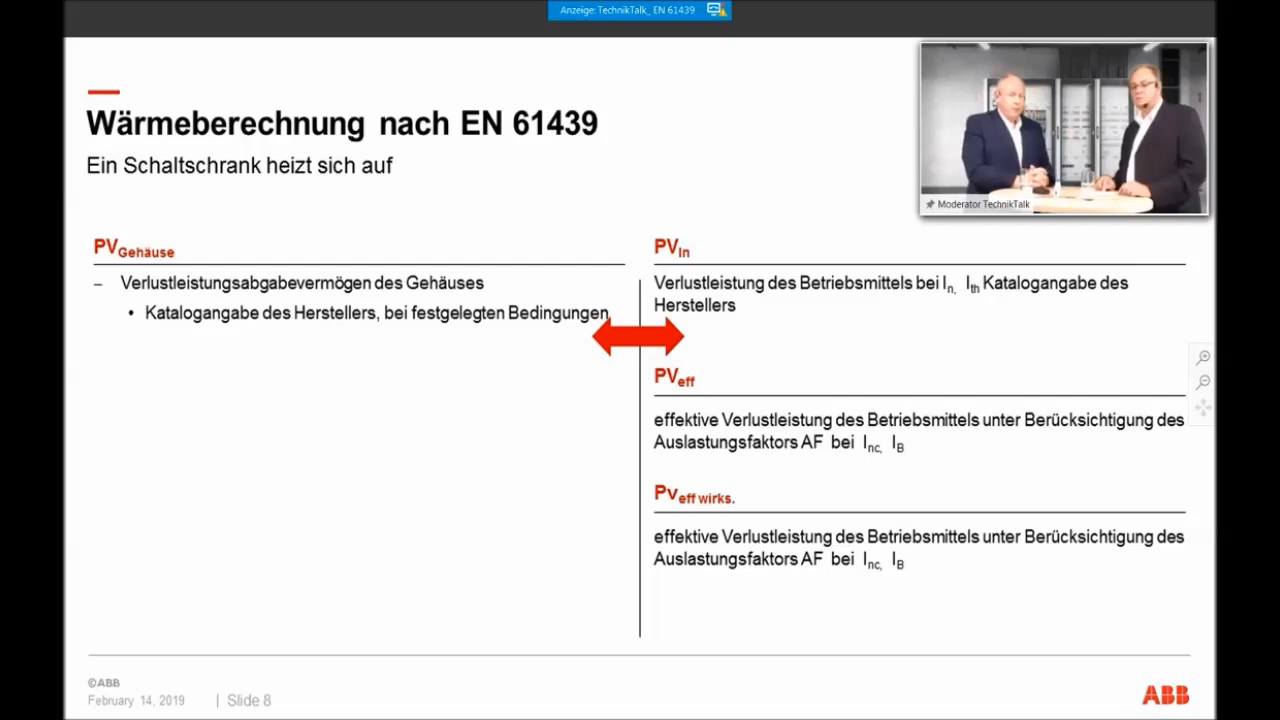 Anzeige: TechnikTalk_ EN 61439
Wärmeberechnung nach EN 61439
Ein Schaltschrank heizt sich auf
Moderator TechnikTalk
PVGehäuse
– Verlustleistungsabgabevermögen des Gehäuses
• Katalogangabe des Herstellers, bei festgelegten Bedingungen
PVIn
Verlustleistung des Betriebsmittels bei In, Ith Katalogangabe des
Herstellers
PVeff
effektive Verlustleistung des Betriebsmittels unter Berücksichtigung des
Auslastungsfaktors AF bei Inc, IB
Pveff wirks.
effektive Verlustleistung des Betriebsmittels unter Berücksichtigung des
Auslastungsfaktors AF bei Inc, IB
©ABB
February 14, 2019 | Slide 8
ABB